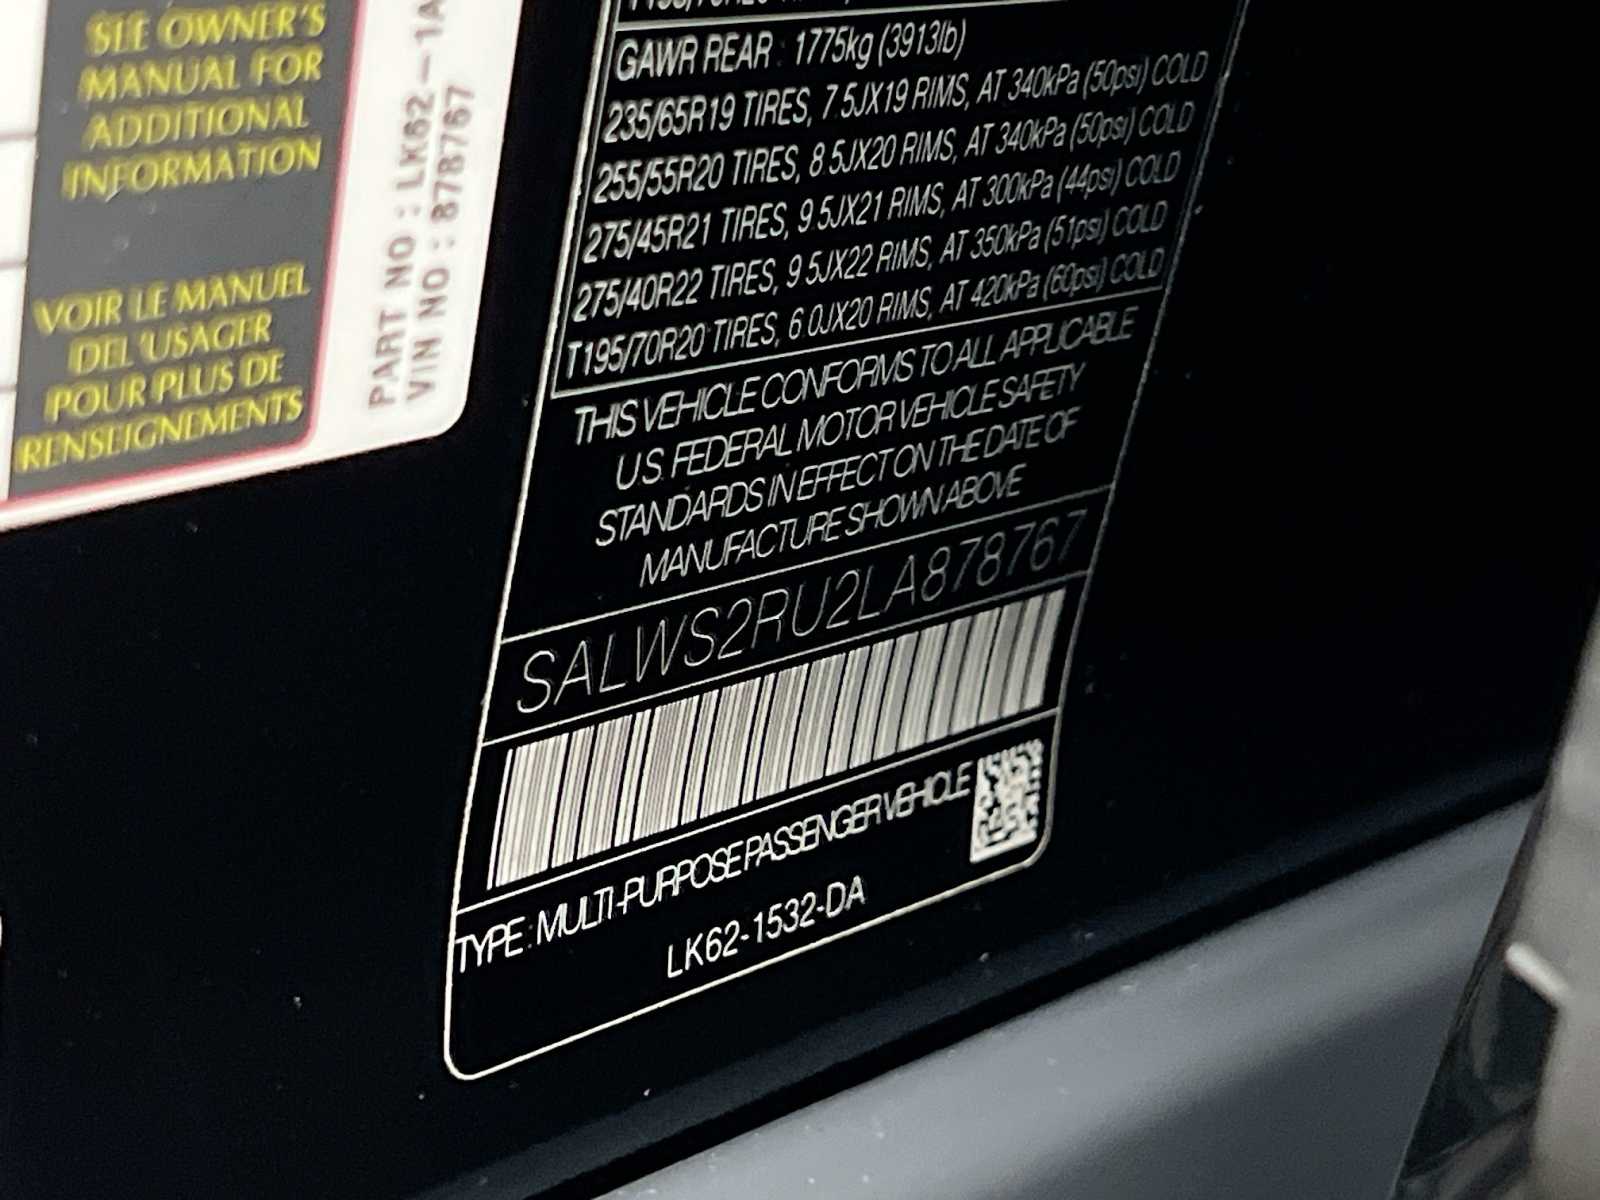 SEE OWNER'S
MANUAL FOR
ADDITIONAL
INFORMATION
VOIR LE MANUEL
DEL'USAGER
POUR PLUS DE
RENSEIGNEMENTS
PART NO : LK62-1A
VIN NO : 878767
GAWR REAR : 1775kg (3913lb)
235/65R19 TIRES, 7.5JX19 RIMS, AT 340kPa (50psi) COLD
255/55R20 TIRES, 8.5JX20 RIMS, AT 340kPa (50psi) COLD
275/45R21 TIRES, 9.5JX21 RIMS, AT 300kPa (44psi) COLD
275/40R22 TIRES, 9.5JX22 RIMS, AT 350kPa (51psi) COLD
T195/70R20 TIRES, 6.0JX20 RIMS, AT 420kPa (60psi) COLD
THIS VEHICLE CONFORMS TO ALL APPLICABLE
U.S. FEDERAL MOTOR VEHICLE SAFETY
STANDARDS IN EFFECT ON THE DATE OF
MANUFACTURE SHOWN ABOVE
SALWS2RU2LA878767
TYPE : MULTI-PURPOSE PASSENGER VEHICLE
LK62-1532-DA